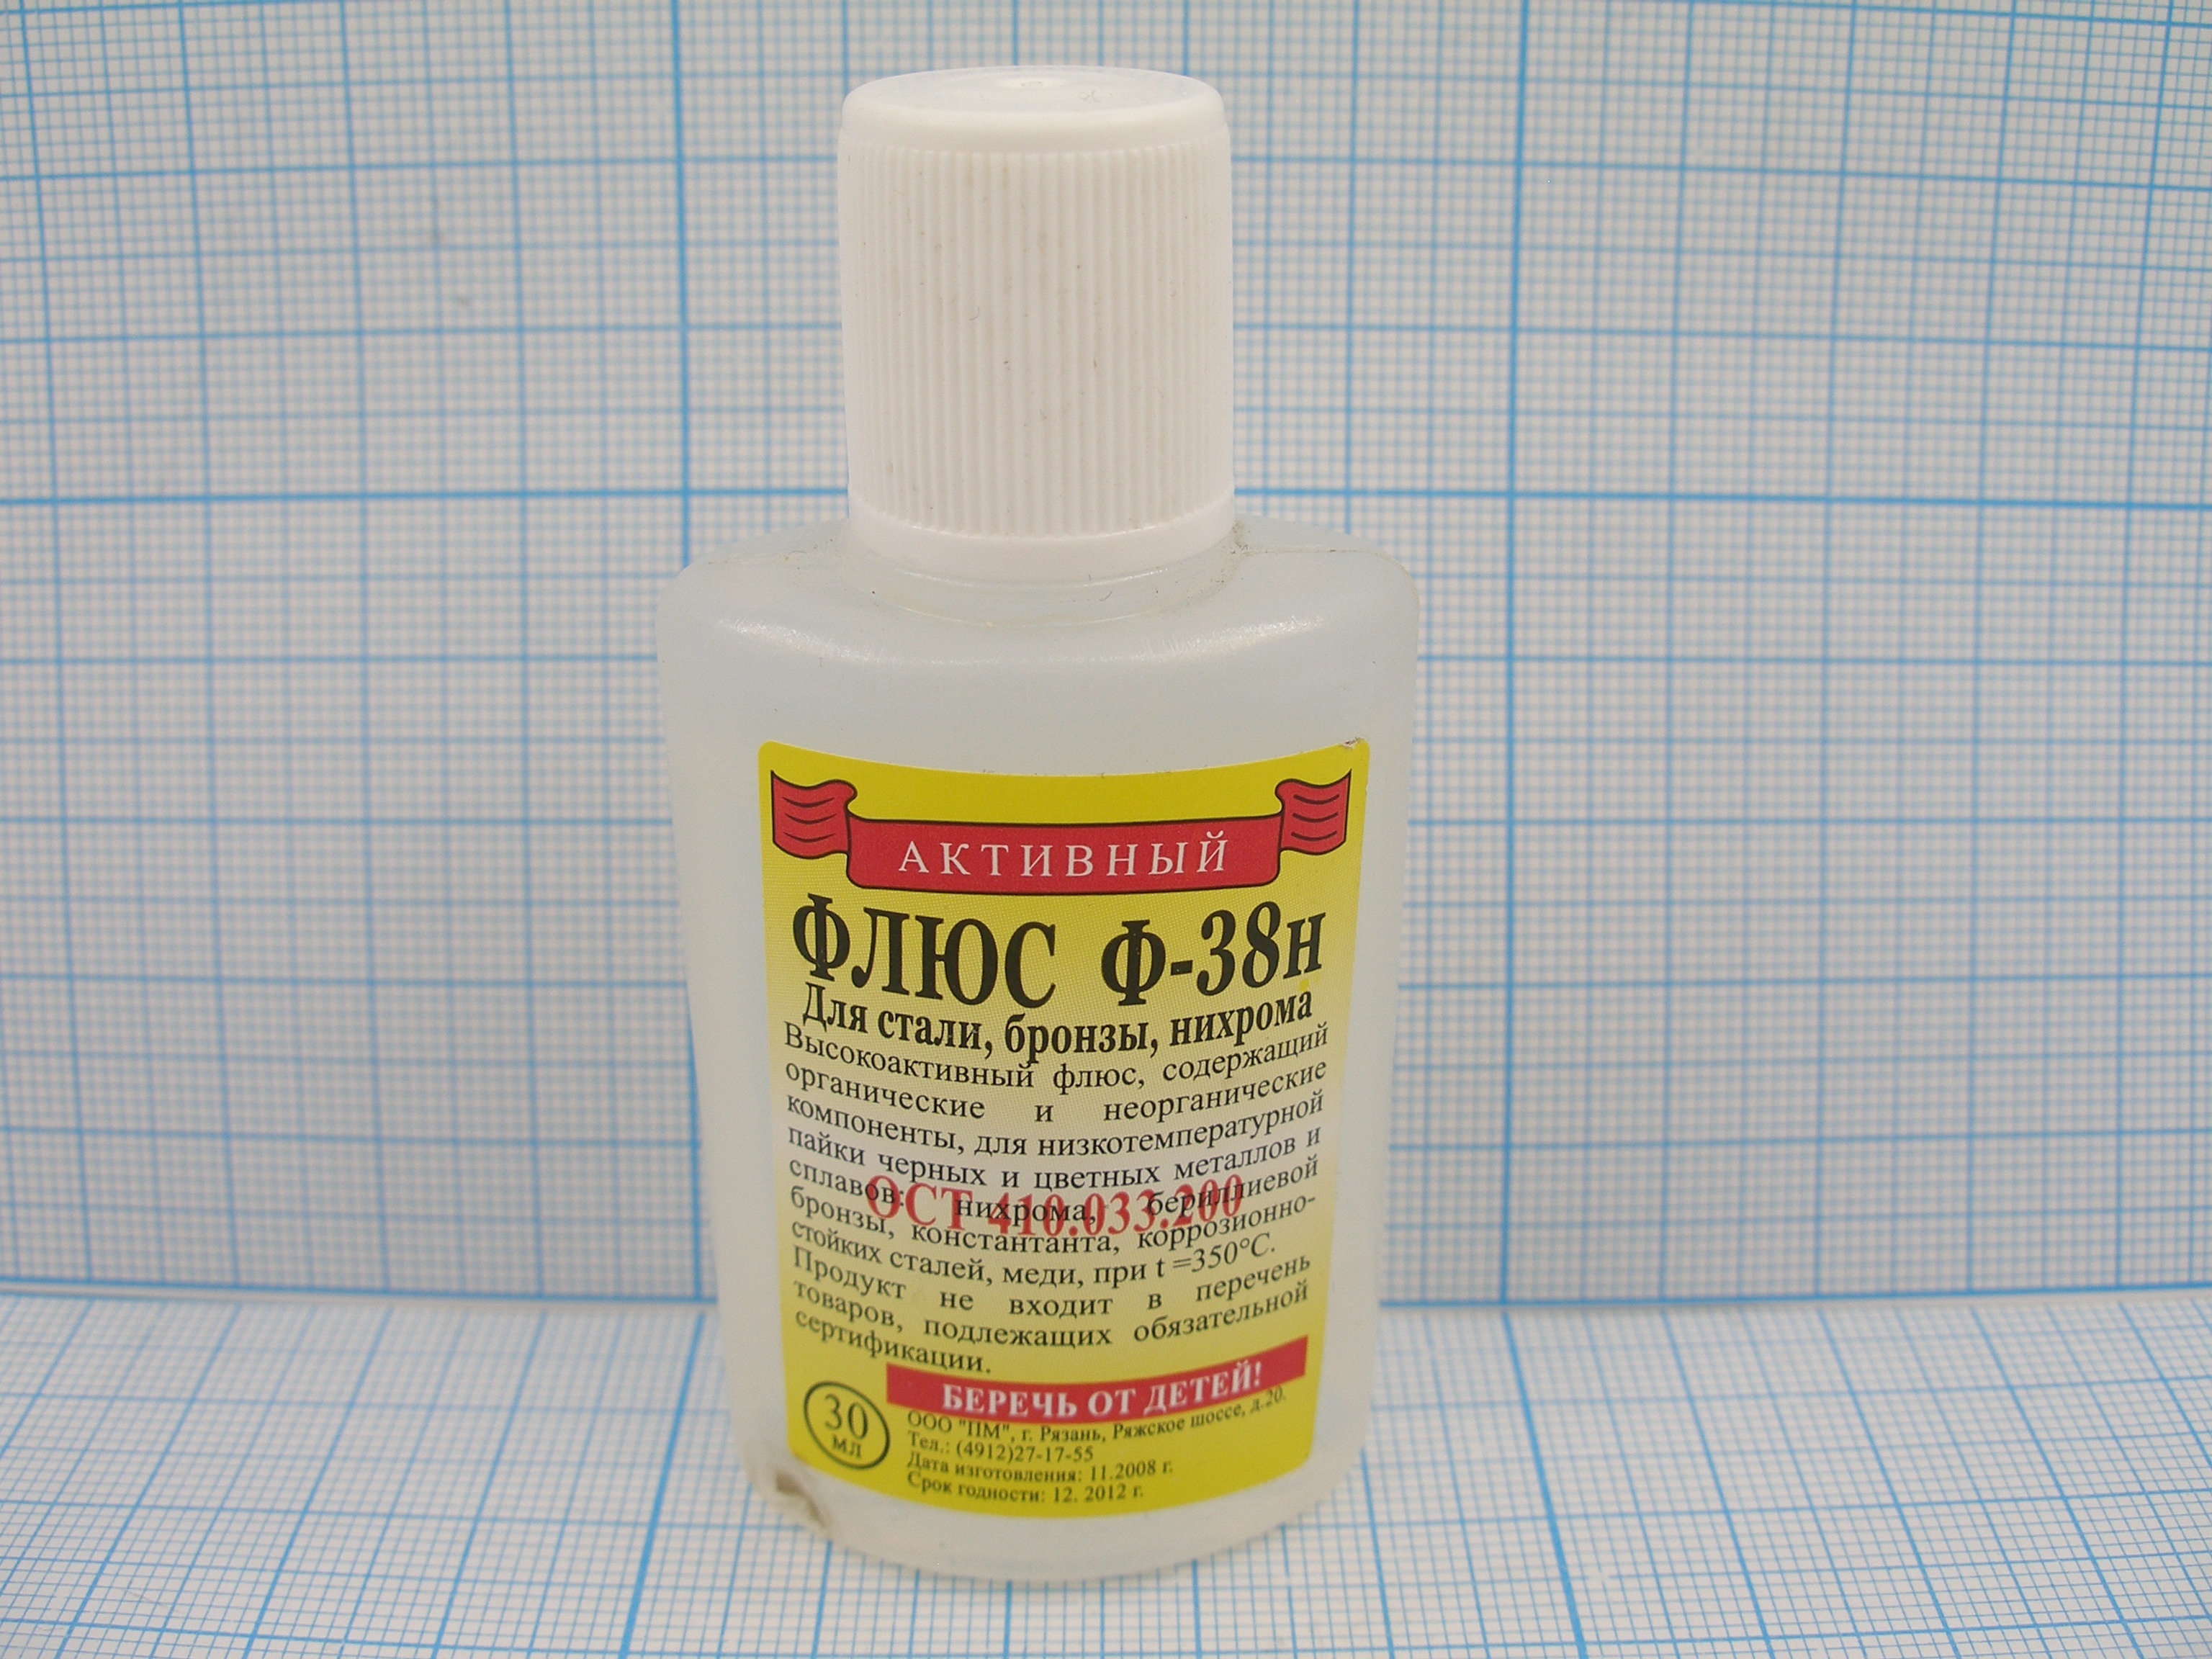 АКТИВНЫЙ
ФЛЮС Ф-38н
Для стали, бронзы, нихрома
Высокоактивный флюс, содержащий
органические и неорганические
компоненты, для низкотемпературной
пайки черных и цветных металлов и
сплавов: нихрома, бериллиевой
ОСТ 410.033.200
бронзы, константанта, коррозионно-
стойких сталей, меди, при t =350°C.
Продукт не входит в перечень
товаров, подлежащих обязательной
сертификации.
БЕРЕЧЬ ОТ ДЕТЕЙ!
30
мл
ООО "ПМ", г. Рязань, Ряжское шоссе, д.20.
Тел.: (4912)27-17-55
Дата изготовления: 11.2008 г.
Срок годности: 12. 2012 г.